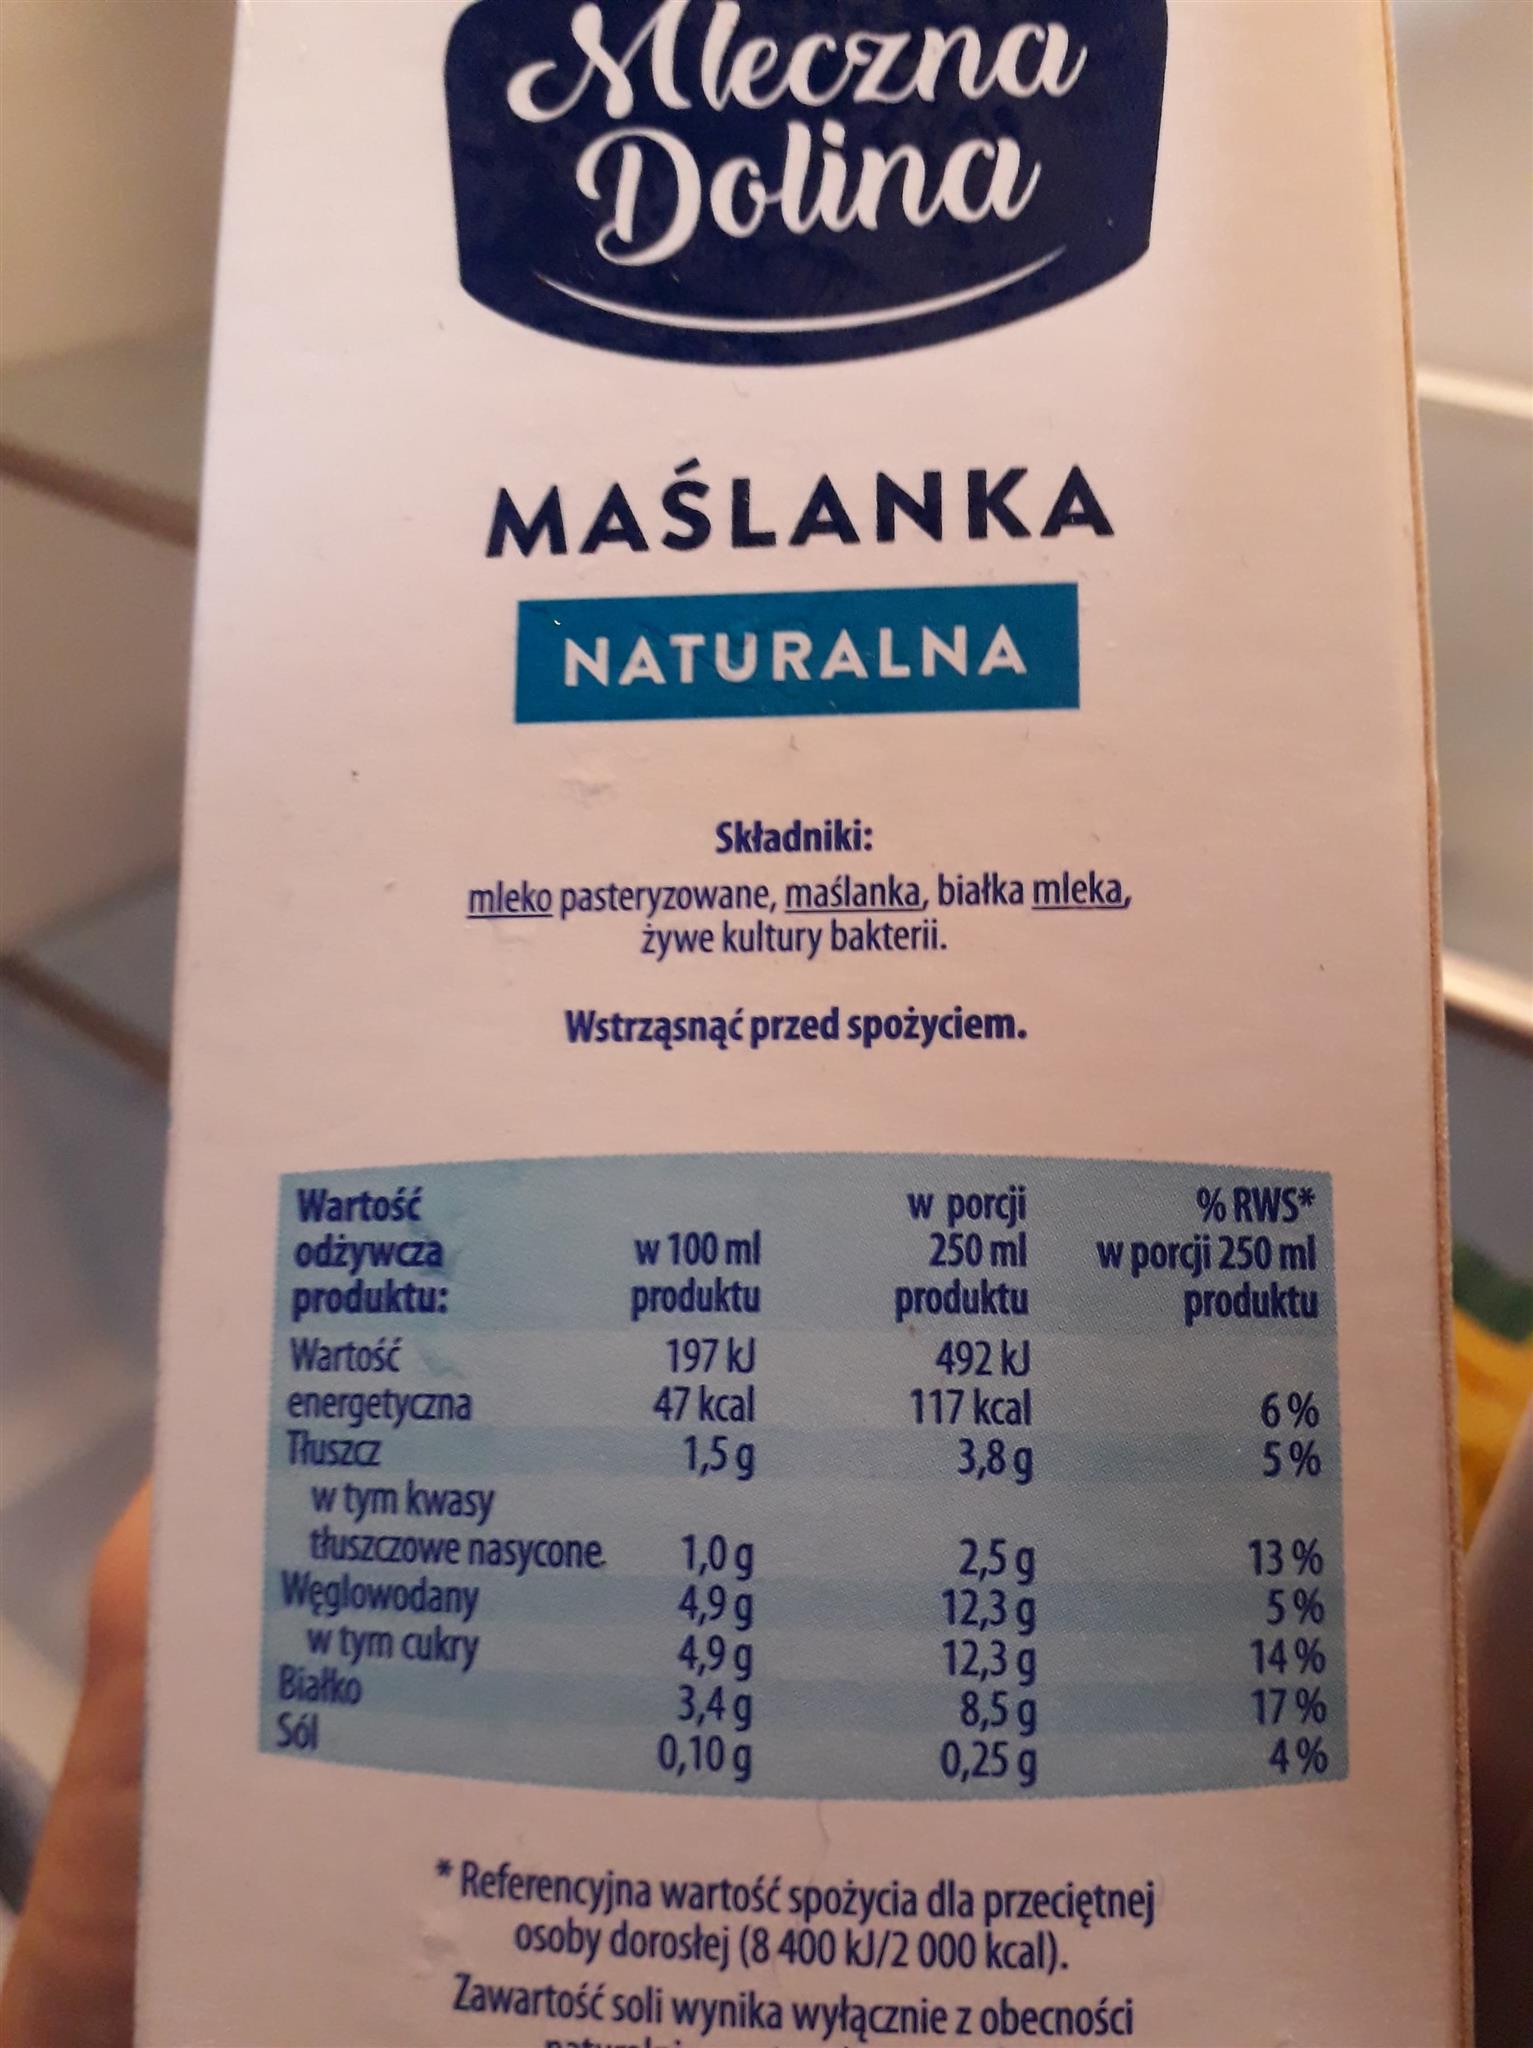 Mleczna
Dolina
MAŚLANKA
NATURALNA
Składniki:
mleko pasteryzowane, maślanka, białka mleka,
żywe kultury bakterii.
Wstrząsnąć przed spożyciem.
Wartość odżywcza produktu: w 100 ml produktu w porcji 250 ml produktu % RWS* w porcji 250 ml produktu
Wartość 197 kJ 492 kJ
energetyczna 47 kcal 117 kcal 6 %
Tłuszcz 1,5 g 3,8 g 5 %
w tym kwasy
tłuszczowe nasycone 1,0 g 2,5 g 13 %
Węglowodany 4,9 g 12,3 g 5 %
w tym cukry 4,9 g 12,3 g 14 %
Białko 3,4 g 8,5 g 17 %
Sól 0,10 g 0,25 g 4 %
* Referencyjna wartość spożycia dla przeciętnej
osoby dorosłej (8 400 kJ/2 000 kcal).
Zawartość soli wynika wyłącznie z obecności